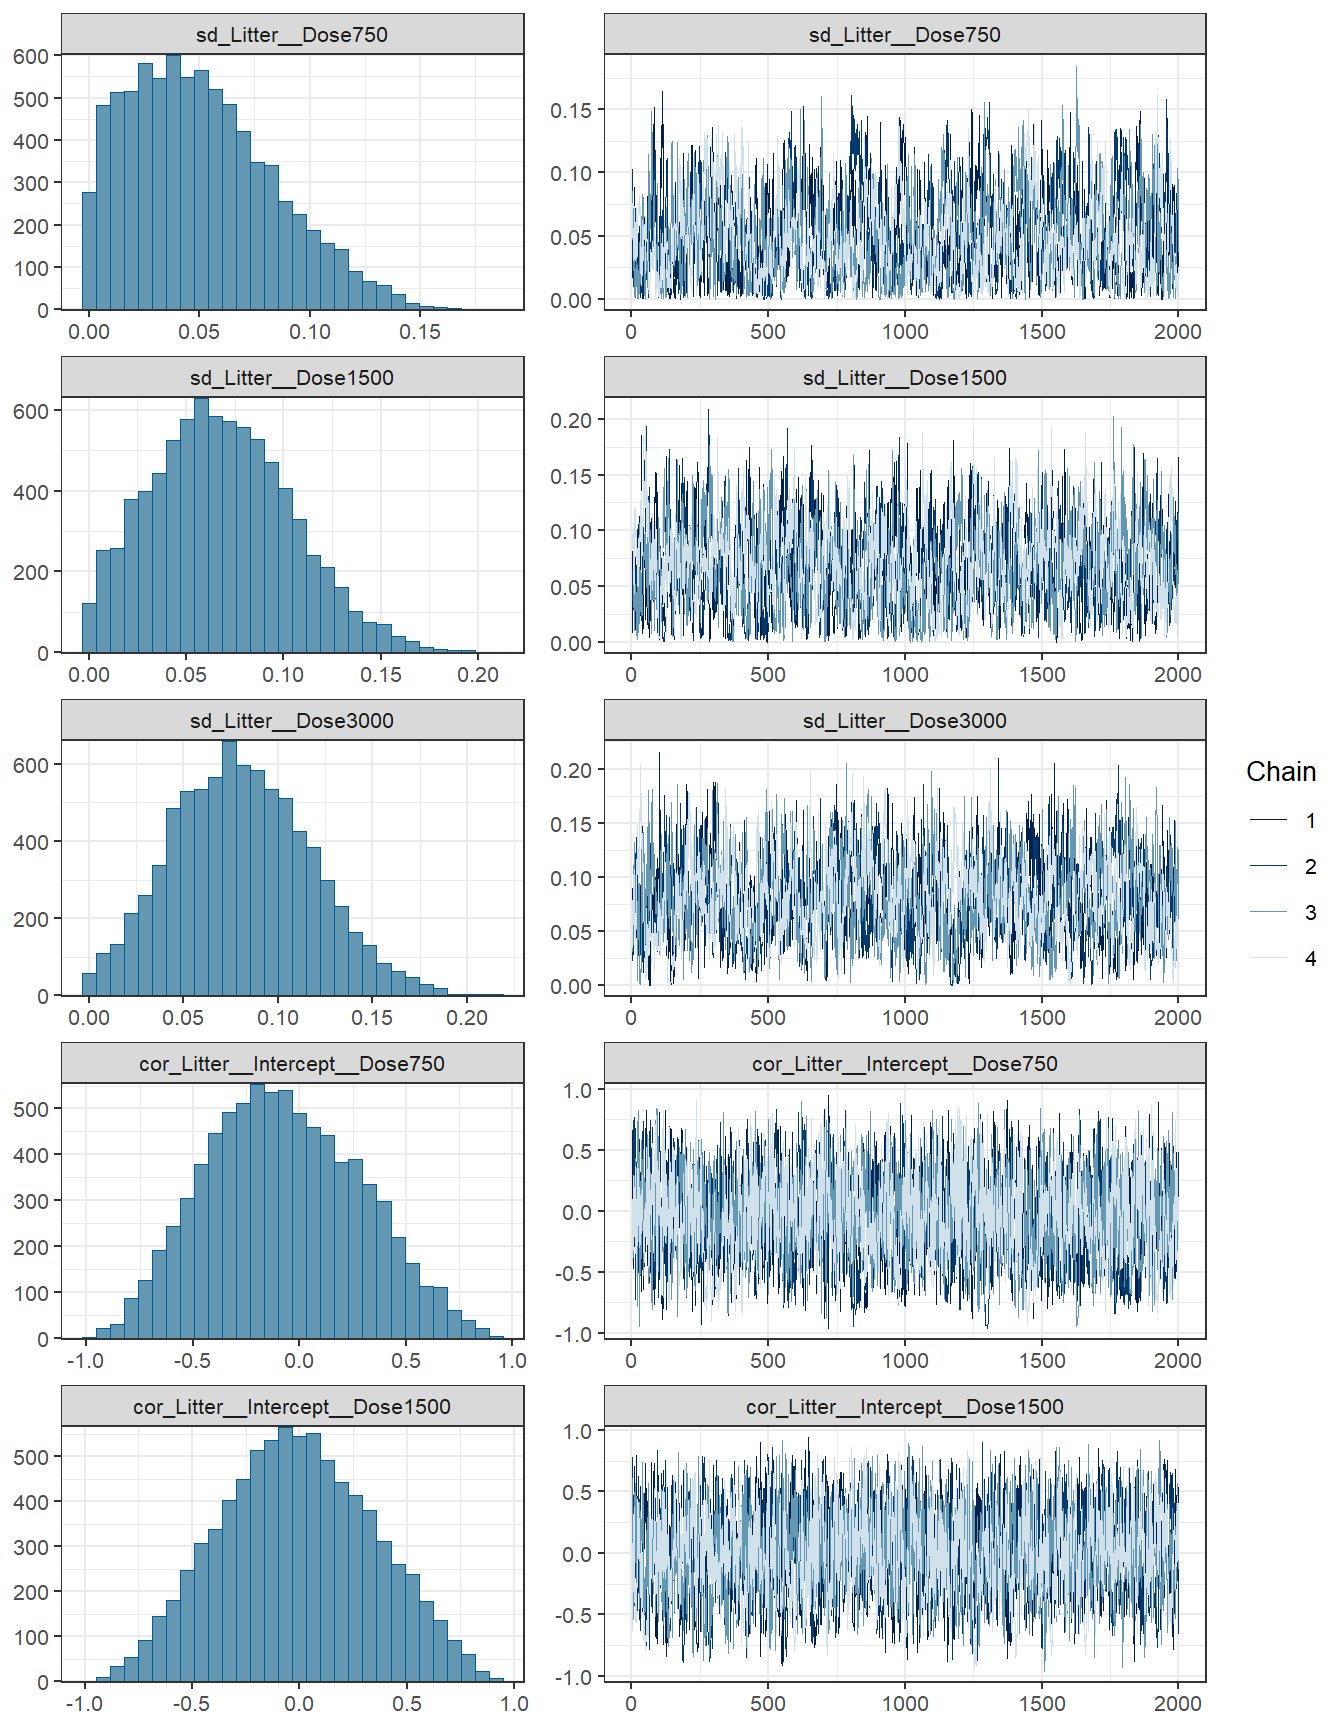 sd_Litter__Dose750
600
500
400
300
200
100
0
0.00 0.05 0.10 0.15
sd_Litter__Dose750
0.15
0.10
0.05
0.00
0 500 1000 1500 2000
sd_Litter__Dose1500
600
400
200
0
0.00 0.05 0.10 0.15 0.20
sd_Litter__Dose1500
0.20
0.15
0.10
0.05
0.00
0 500 1000 1500 2000
sd_Litter__Dose3000
600
400
200
0
0.00 0.05 0.10 0.15 0.20
sd_Litter__Dose3000
0.20
0.15
0.10
0.05
0.00
0 500 1000 1500 2000
cor_Litter__Intercept__Dose750
500
400
300
200
100
0
-1.0 -0.5 0.0 0.5 1.0
cor_Litter__Intercept__Dose750
1.0
0.5
0.0
-0.5
-1.0
0 500 1000 1500 2000
cor_Litter__Intercept__Dose1500
500
400
300
200
100
0
-1.0 -0.5 0.0 0.5 1.0
cor_Litter__Intercept__Dose1500
1.0
0.5
0.0
-0.5
-1.0
0 500 1000 1500 2000
Chain
1
2
3
4